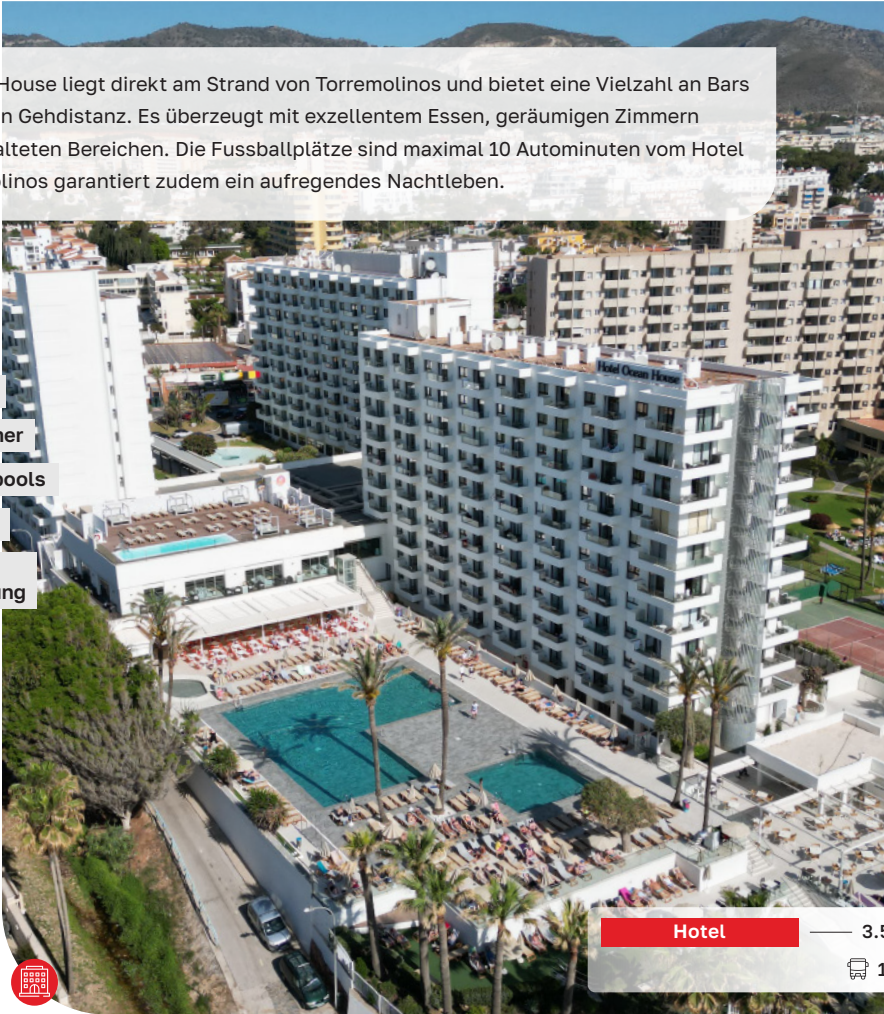 House liegt direkt am Strand von Torremolinos und bietet eine Vielzahl an Bars
n Gehdistanz. Es überzeugt mit exzellentem Essen, geräumigen Zimmern
alteten Bereichen. Die Fussballplätze sind maximal 10 Autominuten vom Hotel
linos garantiert zudem ein aufregendes Nachtleben.
Hotel Ocean House
ner
pools
ung
Hotel
3.5
1